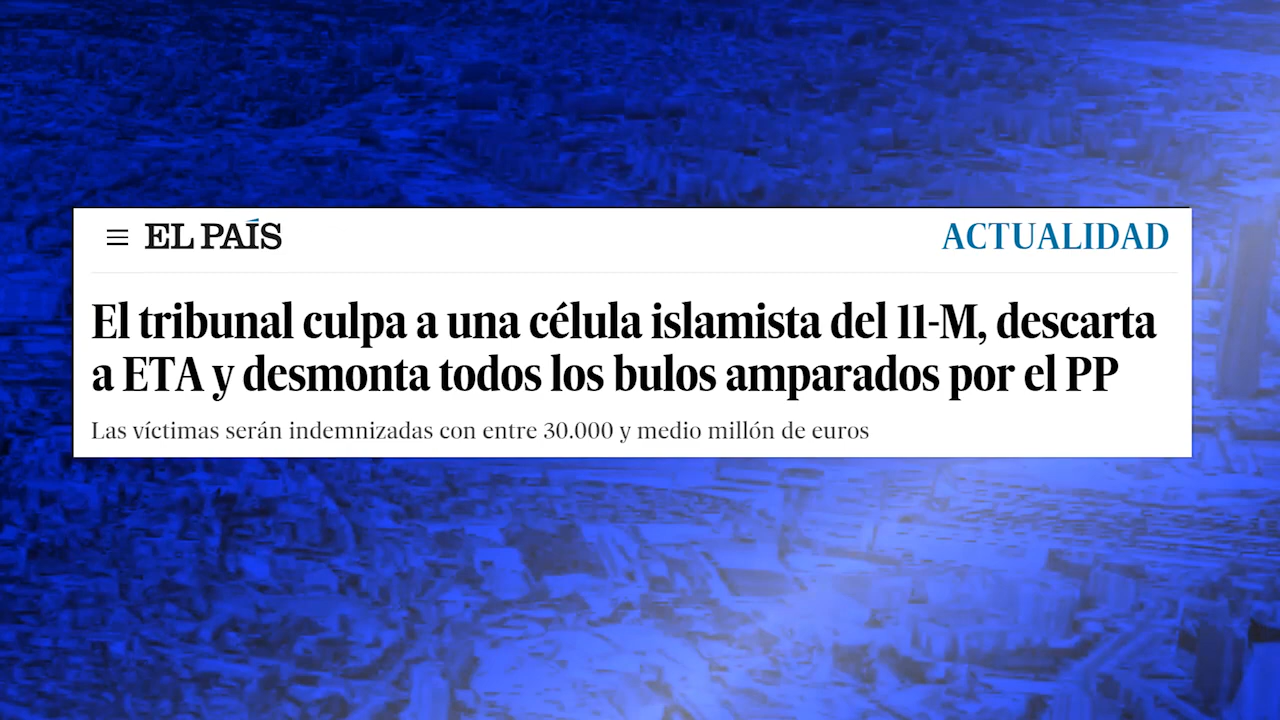 EL PAÍS
ACTUALIDAD
El tribunal culpa a una célula islamista del 11-M, descarta
a ETA y desmonta todos los bulos amparados por el PP
Las víctimas serán indemnizadas con entre 30.000 y medio millón de euros